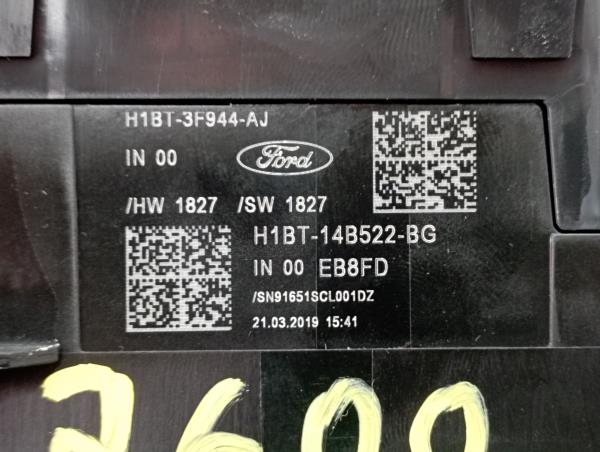 H1BT-3F944-AJ
IN 00 Ford
/HW 1827 /SW 1827
H1BT-14B522-BG
IN 00 EB8FD
/SN91651SCL001DZ
21.03.2019 15:41